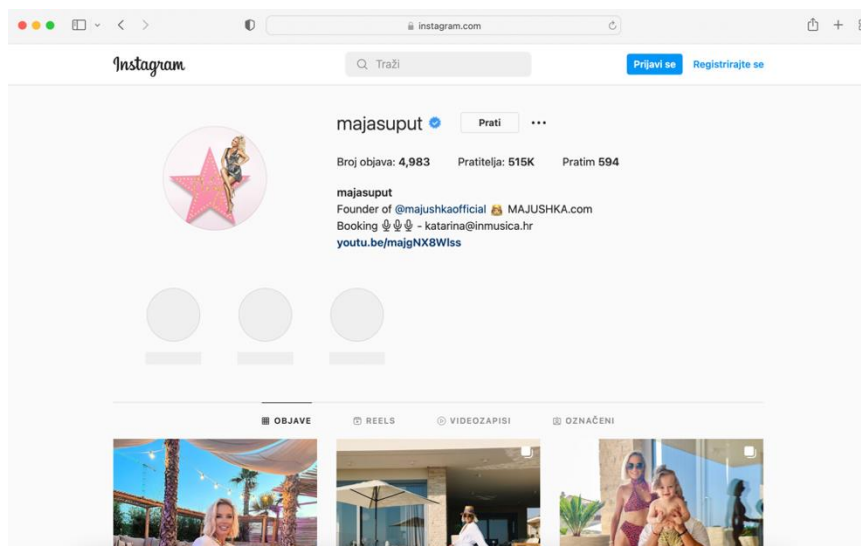 instagram.com
Instagram
Traži
Prijavi se Registrirajte se
majasuput Prati
Broj objava: 4,983 Pratitelja: 515K Pratim 594
majasuput
Founder of @majushkaofficial MAJUSHKA.com
Booking 🎙🎙🎙 - katarina@inmusica.hr
youtu.be/majgNX8WIss
OBJAVE REELS VIDEOZAPISI OZNAČENI